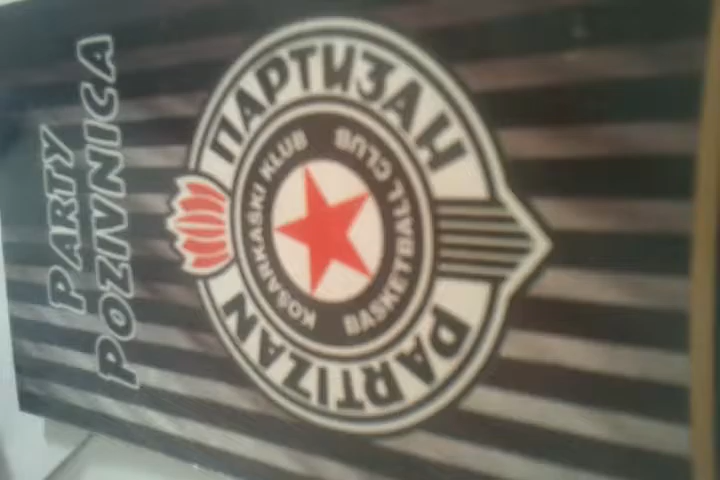 PARTY
POZIVNICA
ПАРТИЗАН
KOŠARKAŠKI KLUB
BASKETBALL CLUB
PARTIZAN